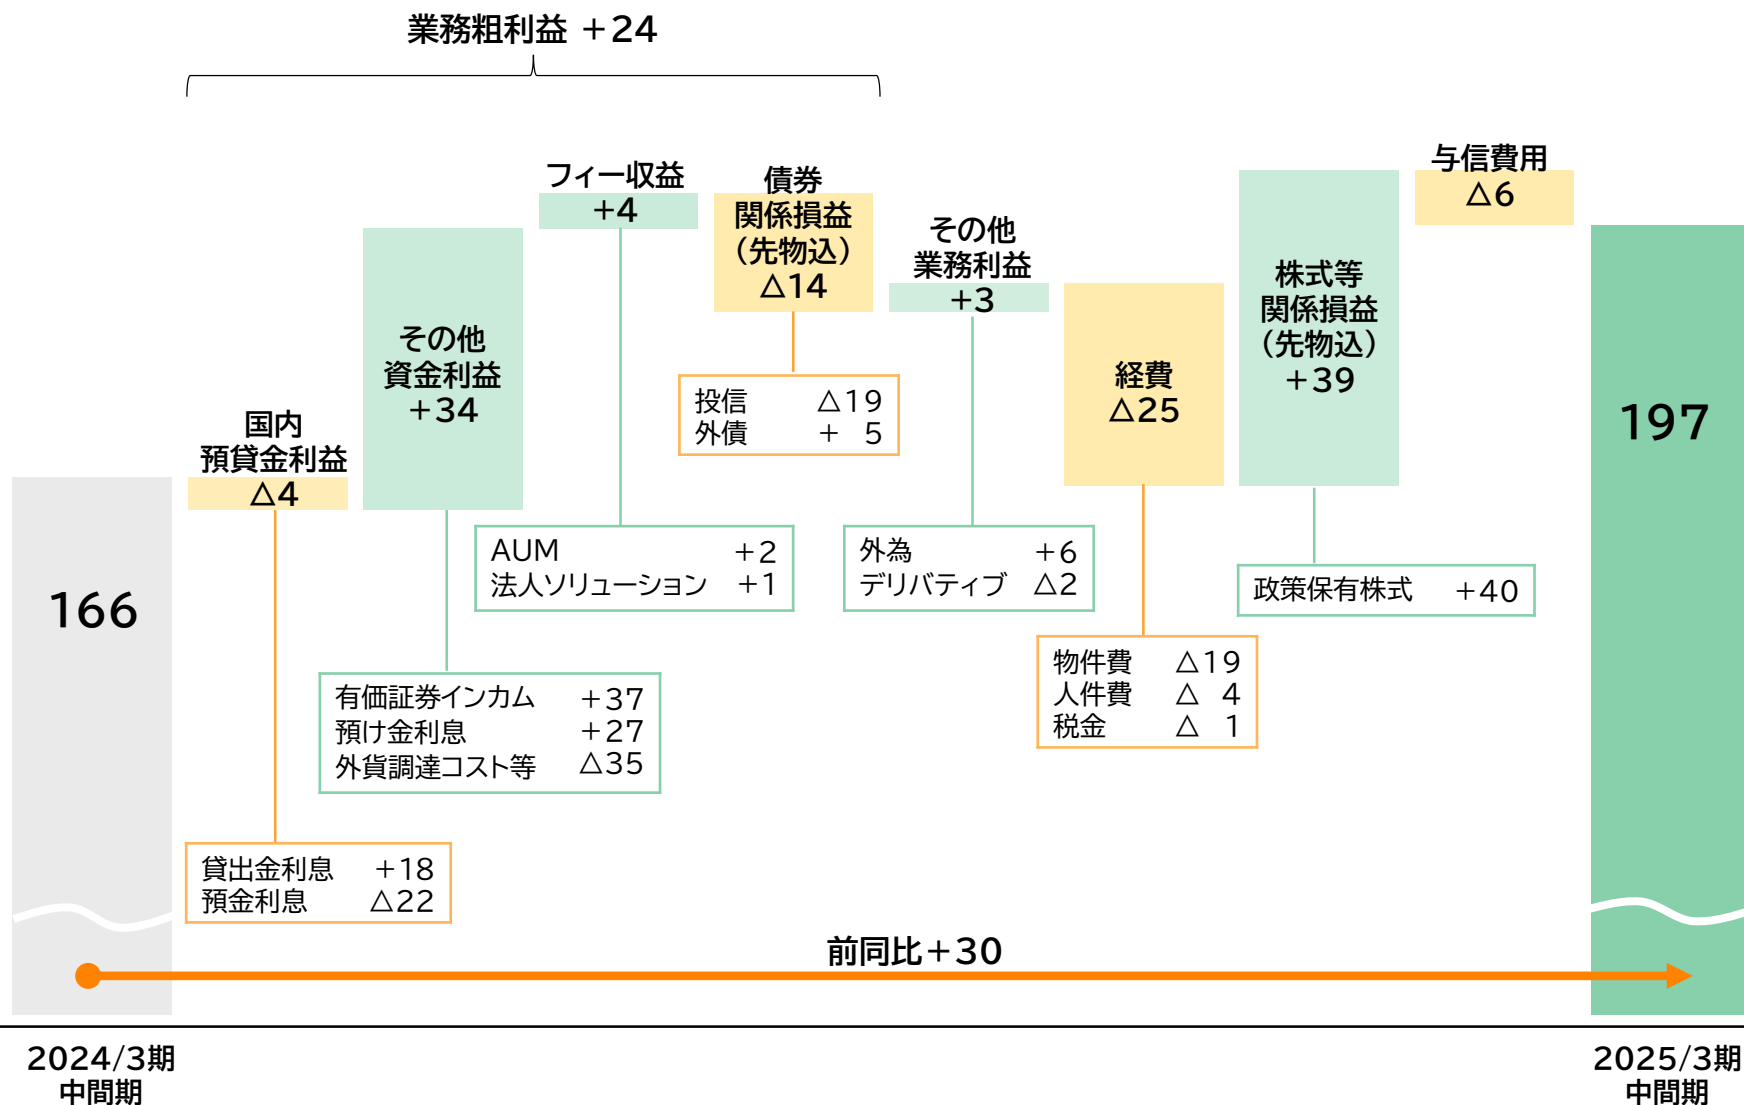 業務粗利益 +24
国内
預貸金利益
△4
貸出金利息 +18
預金利息 △22
その他
資金利益
+34
有価証券インカム +37
預け金利息 +27
外貨調達コスト等 △35
フィー収益
+4
AUM +2
法人ソリューション +1
債券
関係損益
(先物込)
△14
投信 △19
外債 + 5
その他
業務利益
+3
外為 +6
デリバティブ △2
経費
△25
物件費 △19
人件費 △ 4
税金 △ 1
株式等
関係損益
(先物込)
+39
政策保有株式 +40
与信費用
△6
166
197
前同比+30
2024/3期
中間期
2025/3期
中間期